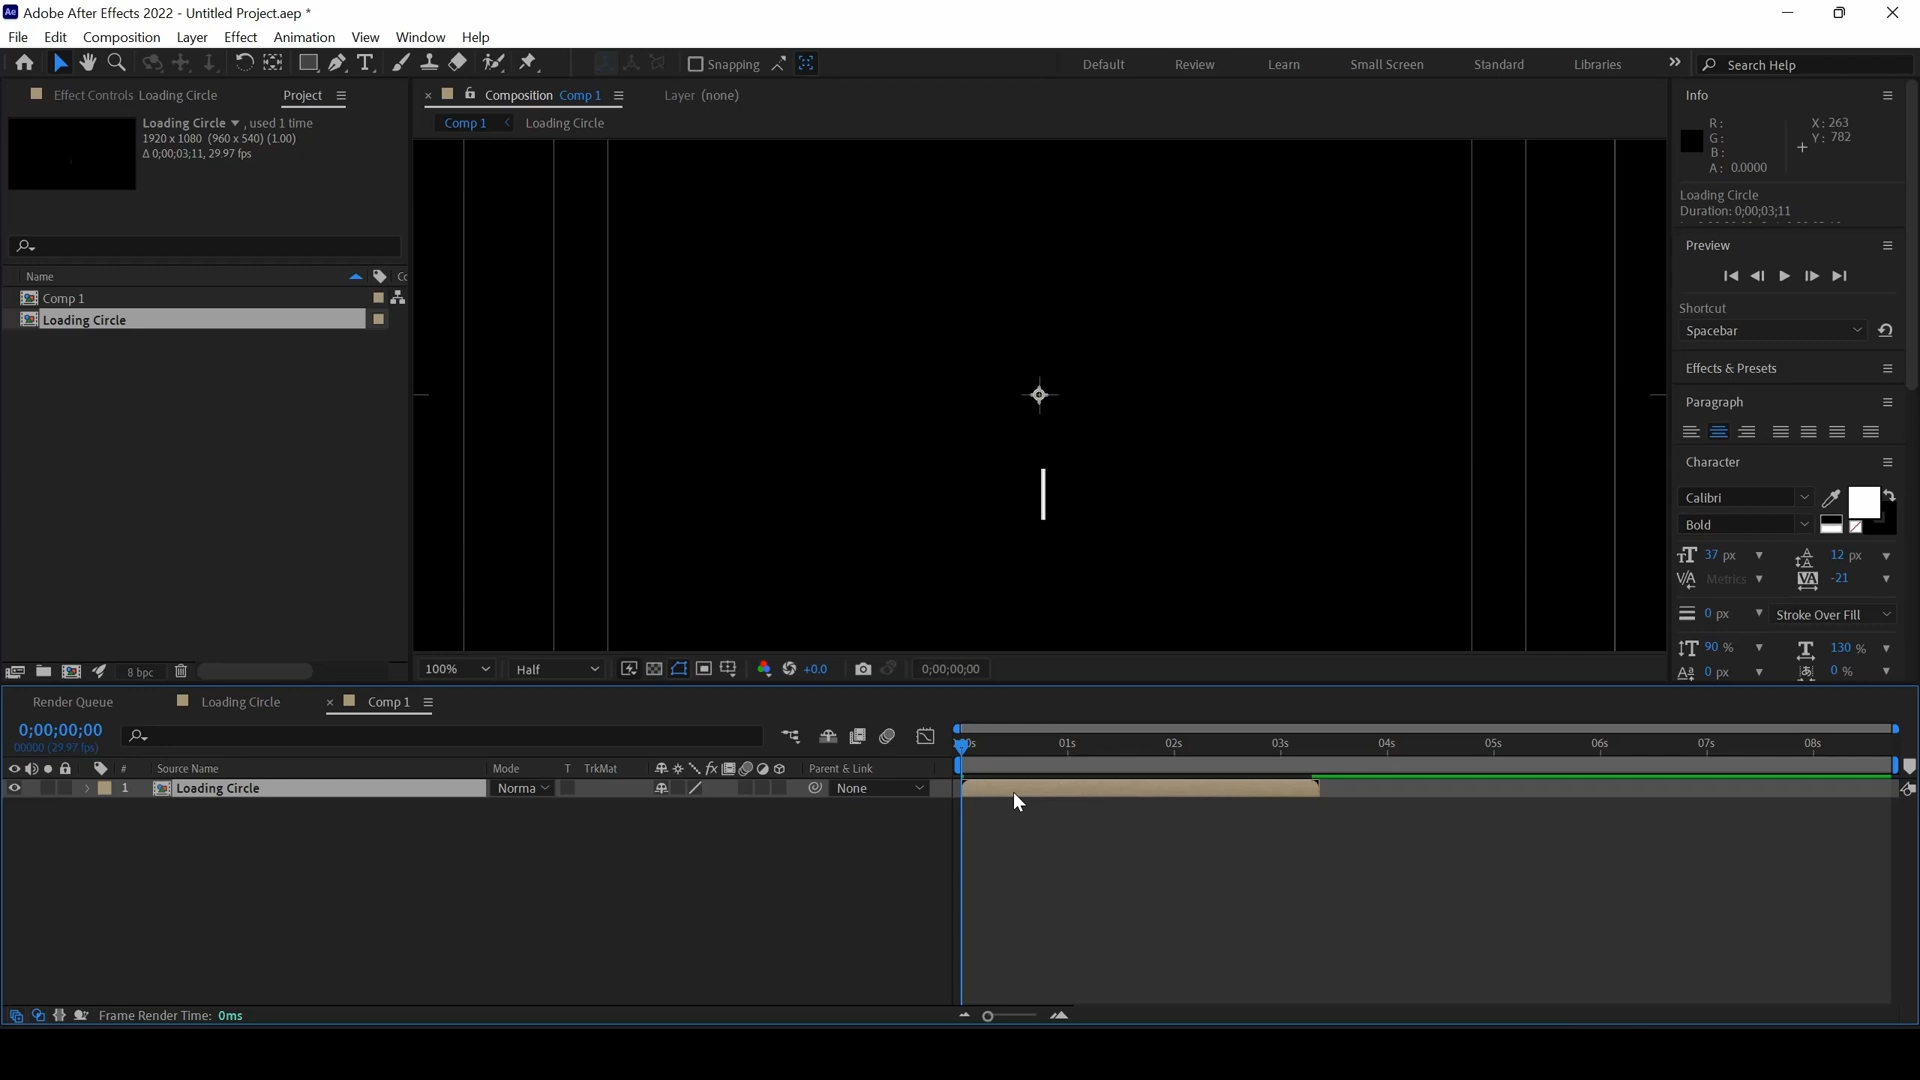 Ae Adobe After Effects 2022 - Untitled Project.aep *
File Edit Composition Layer Effect Animation View Window Help
Snapping Default Review Learn Small Screen Standard Libraries Search Help
Effect Controls Loading Circle Project
Composition Comp 1 Layer (none)
Comp 1 Loading Circle
Loading Circle , used 1 time
1920 x 1080 (960 x 540) (1.00)
Δ 0;00;03;11, 29.97 fps
Name
Comp 1
Loading Circle
8 bpc
100% Half +0.0 0;00;00;00
Info
R: X: 263
G: Y: 782
B:
A: 0.0000
Loading Circle
Duration: 0;00;03;11
Preview
Shortcut
Spacebar
Effects & Presets
Paragraph
Character
Calibri
Bold
37 px 12 px
Metrics -21
0 px Stroke Over Fill
90 % 130 %
0 px 0 %
Render Queue Loading Circle Comp 1
0;00;00;00
00000 (29.97 fps)
01s 02s 03s 04s 05s 06s 07s 08s
# Source Name Mode T TrkMat fx Parent & Link
1 Loading Circle Norma None
Frame Render Time: 0ms